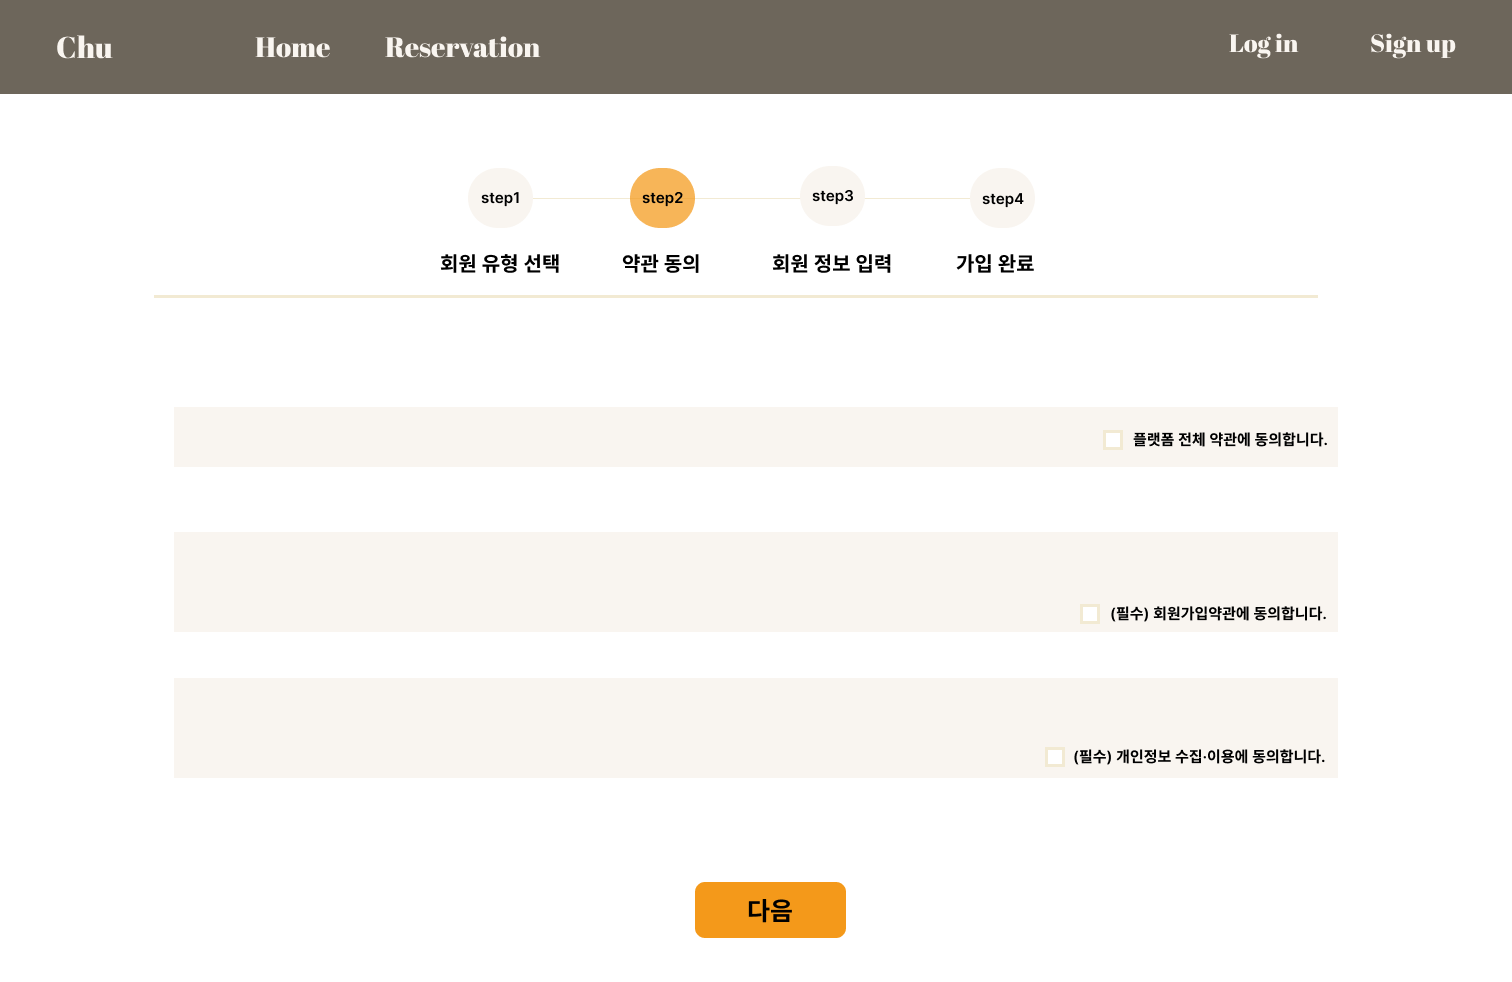 Chu Home Reservation Log in Sign up
step1 step2 step3 step4
회원 유형 선택 약관 동의 회원 정보 입력 가입 완료
플랫폼 전체 약관에 동의합니다.
(필수) 회원가입약관에 동의합니다.
(필수) 개인정보 수집·이용에 동의합니다.
다음